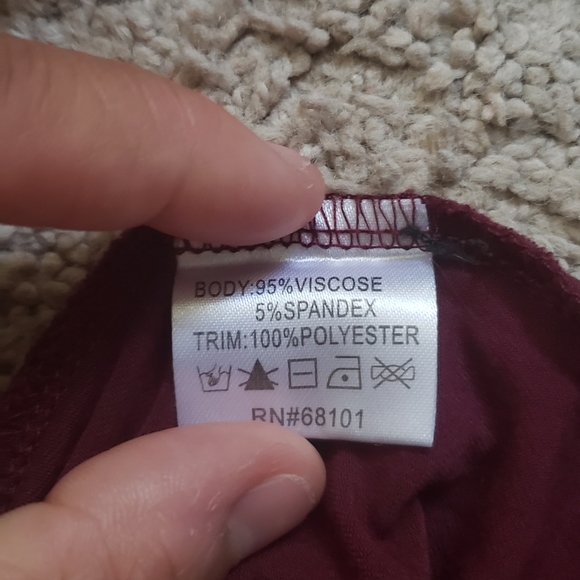 BODY:95%VISCOSE
5%SPANDEX
TRIM:100%POLYESTER
RN#68101